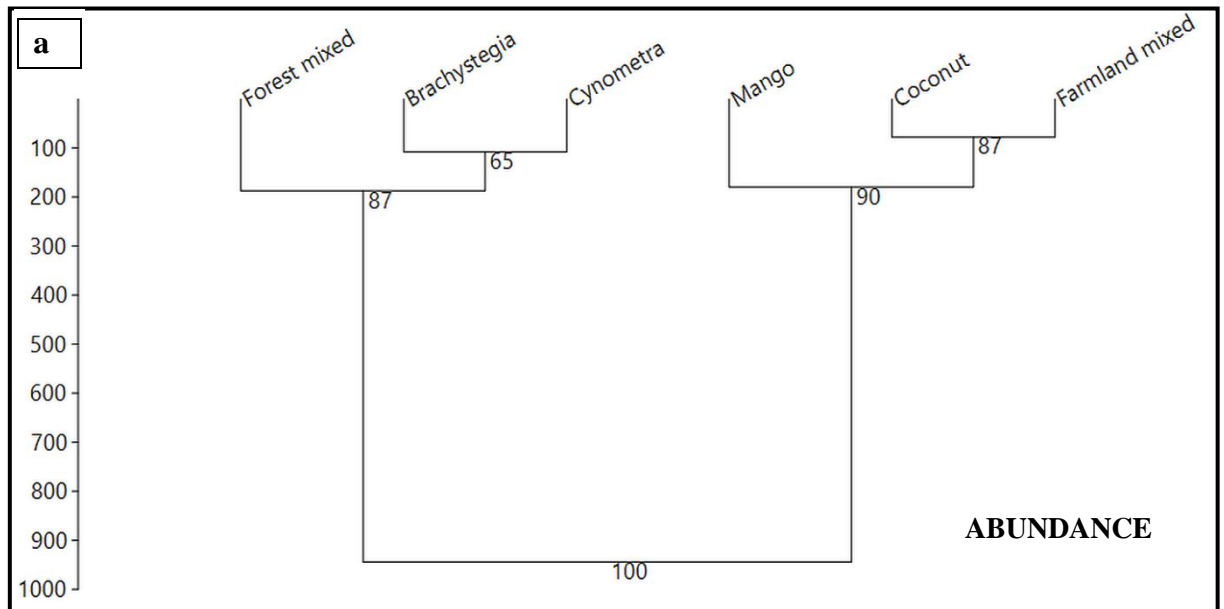 a
Forest mixed
Brachystegia
Cynometra
Mango
Coconut
Farmland mixed
100
200
300
400
500
600
700
800
900
1000
65
87
87
90
100
ABUNDANCE